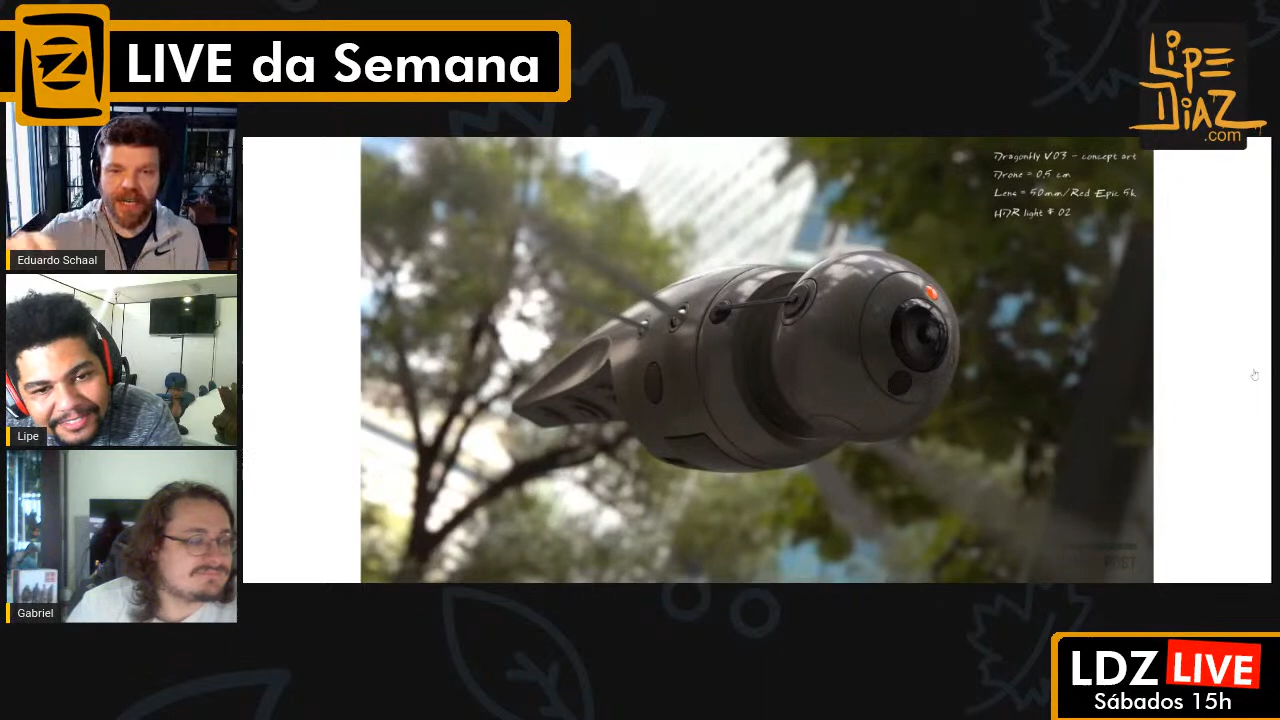 LIVE da Semana
LIPE
DIAZ
.com
Eduardo Schaal
Lipe
Gabriel
Dragonfly V03 - concept art
Drone = 0.5 cm
Lens = 50mm/Red Epic 5k
HDR light # 02
POST
LDZ LIVE
Sábados 15h